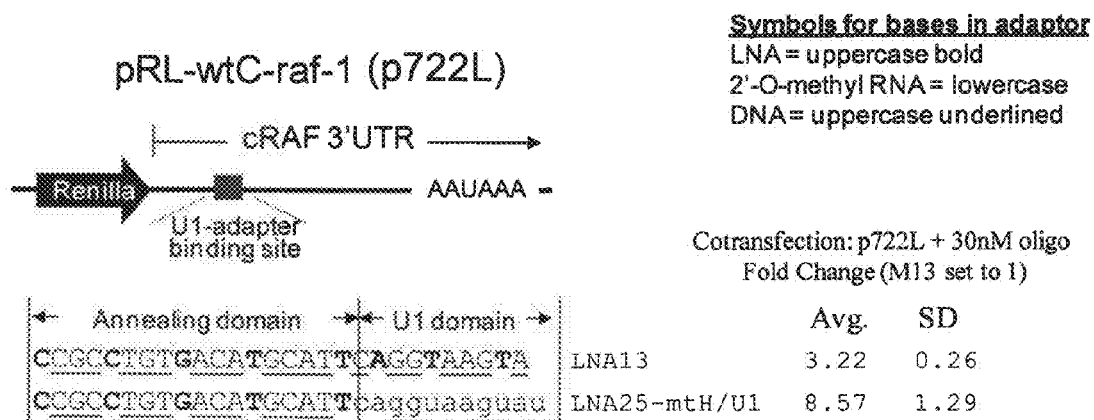 Symbols for bases in adaptor
LNA = uppercase bold
2'-O-methyl RNA = lowercase
DNA = uppercase underlined
pRL-wtC-raf-1 (p722L)
cRAF 3'UTR
Renilla
AAUAAA
U1-adapter
binding site
Cotransfection: p722L + 30nM oligo
Fold Change (M13 set to 1)
Annealing domain U1 domain Avg. SD
CCGCCTGTGACATGCATTCAGGTAAGTA LNA13 3.22 0.26
CCGCCTGTGACATGCATTcagguaaguau LNA25-mtH/U1 8.57 1.29